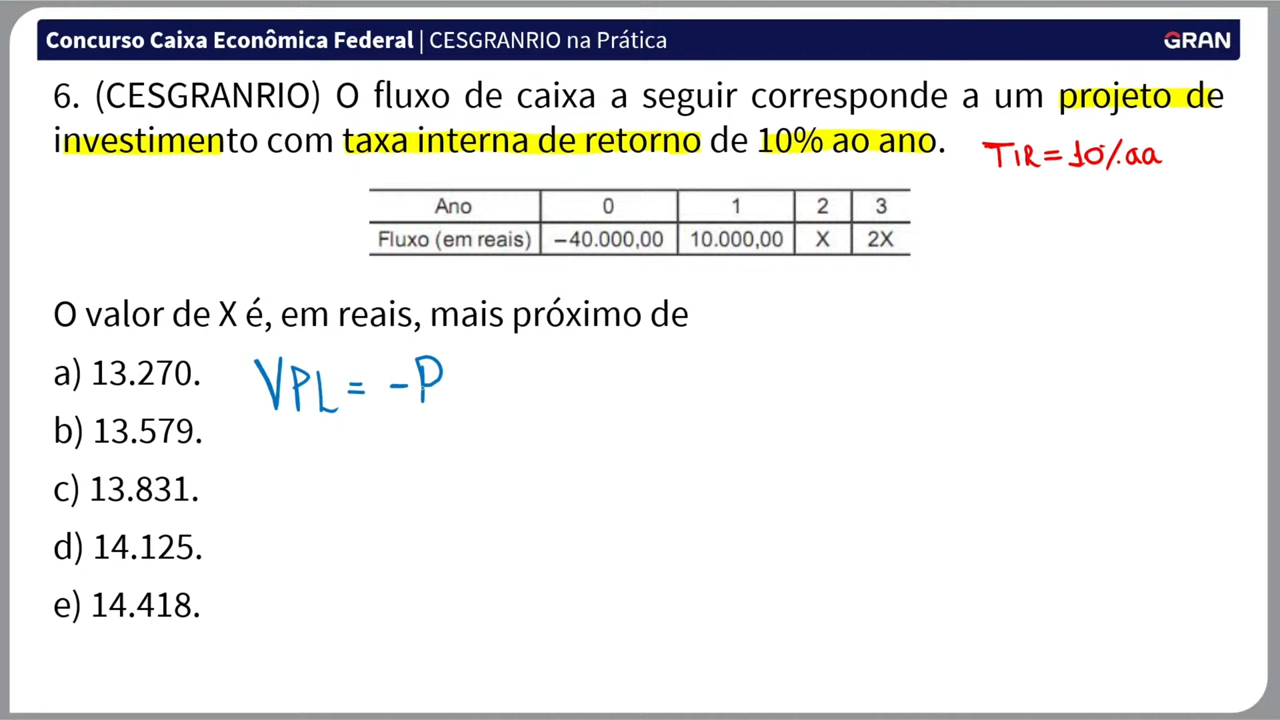 Concurso Caixa Econômica Federal | CESGRANRIO na Prática
GRAN
6. (CESGRANRIO) O fluxo de caixa a seguir corresponde a um projeto de
investimento com taxa interna de retorno de 10% ao ano.
TIR = 10%aa
Ano 0 1 2 3
Fluxo (em reais) −40.000,00 10.000,00 X 2X
O valor de X é, em reais, mais próximo de
a) 13.270.
VPL = -P
b) 13.579.
c) 13.831.
d) 14.125.
e) 14.418.